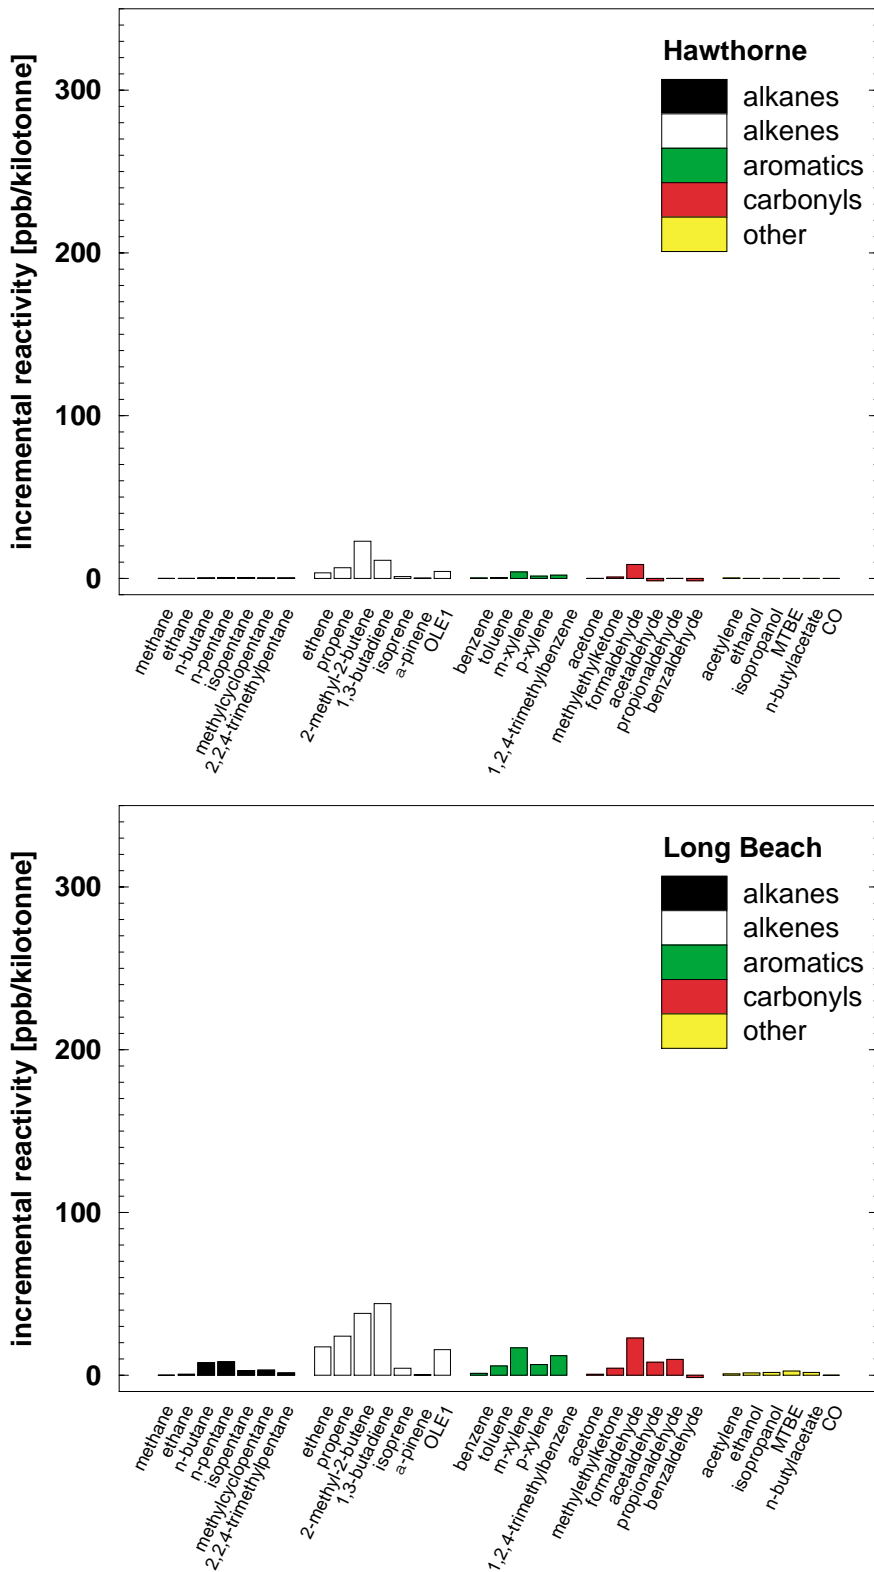 Hawthorne
alkanes
alkenes
aromatics
carbonyls
other
incremental reactivity [ppb/kilotonne]
300
200
100
0
methane
ethane
n-butane
n-pentane
isopentane
methylcyclopentane
2,2,4-trimethylpentane
ethene
propene
2-methyl-2-butene
1,3-butadiene
isoprene
a-pinene
OLE1
benzene
toluene
m-xylene
p-xylene
1,2,4-trimethylbenzene
acetone
methylethylketone
formaldehyde
acetaldehyde
propionaldehyde
benzaldehyde
acetylene
ethanol
isopropanol
MTBE
n-butylacetate
CO
Long Beach
alkanes
alkenes
aromatics
carbonyls
other
incremental reactivity [ppb/kilotonne]
300
200
100
0
methane
ethane
n-butane
n-pentane
isopentane
methylcyclopentane
2,2,4-trimethylpentane
ethene
propene
2-methyl-2-butene
1,3-butadiene
isoprene
a-pinene
OLE1
benzene
toluene
m-xylene
p-xylene
1,2,4-trimethylbenzene
acetone
methylethylketone
formaldehyde
acetaldehyde
propionaldehyde
benzaldehyde
acetylene
ethanol
isopropanol
MTBE
n-butylacetate
CO